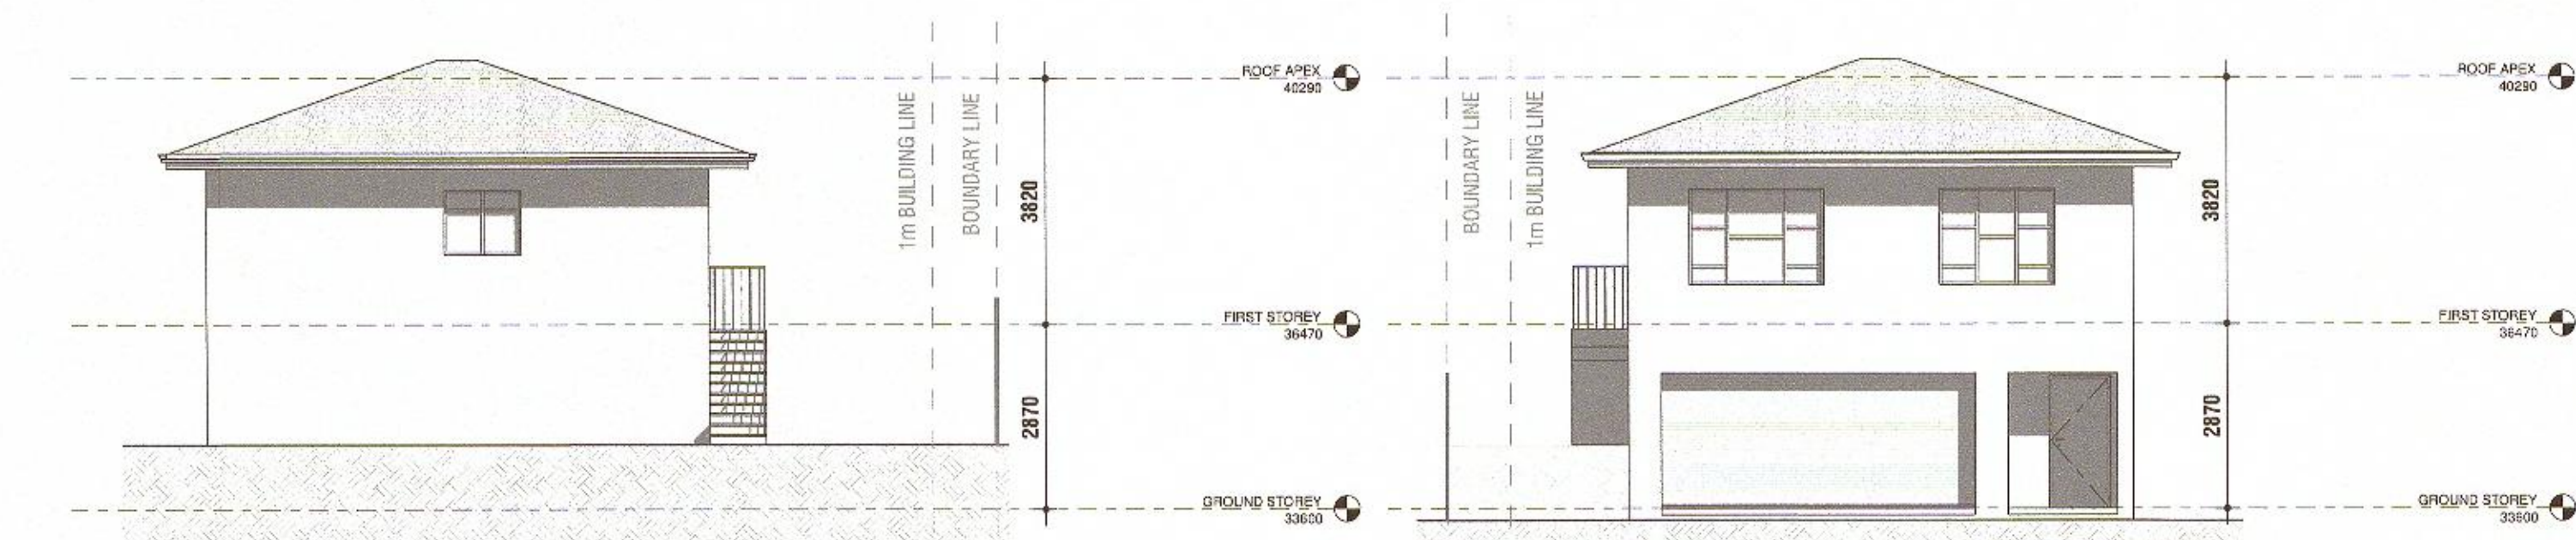 ROOF APEX
40290
1m BUILDING LINE
BOUNDARY LINE
3820
FIRST STOREY
36470
2870
GROUND STOREY
33600
BOUNDARY LINE
1m BUILDING LINE
ROOF APEX
40290
3820
FIRST STOREY
36470
2870
GROUND STOREY
33600